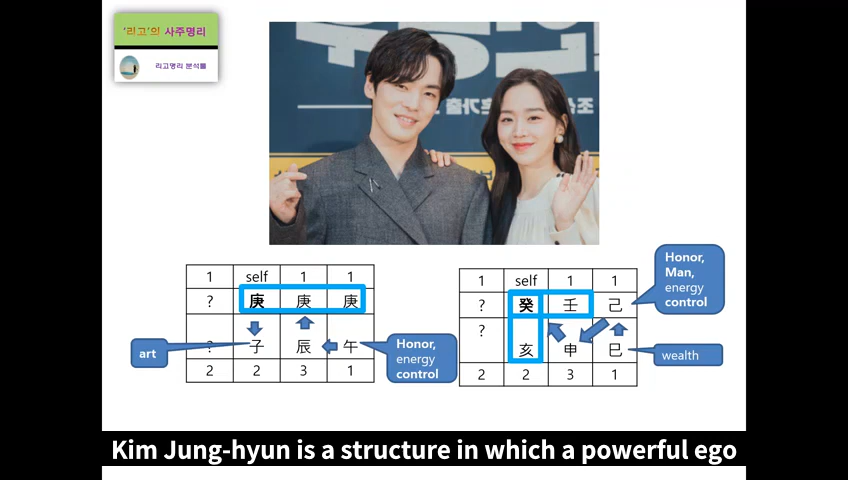 '리고'의 사주명리
리고명리 분석틀
조선
1 self 1 1
? 庚 庚 庚
? 子 辰 午
2 2 3 1
art
Honor,
energy
control
1 self 1 1
? 癸 壬 己
?
亥 申 巳
2 2 3 1
Honor,
Man,
energy
control
wealth
Kim Jung-hyun is a structure in which a powerful ego